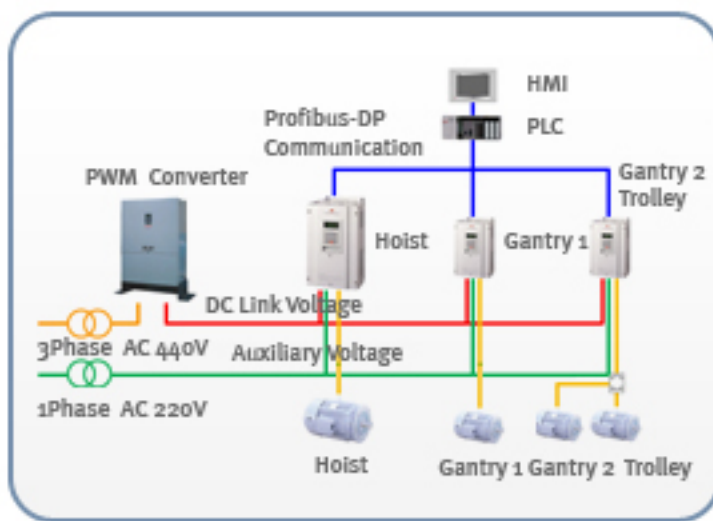 HMI
PLC
Profibus-DP
Communication
PWM Converter
Hoist
Gantry 1
Gantry 2
Trolley
DC Link Voltage
3Phase AC 440V
Auxiliary Voltage
1Phase AC 220V
Hoist
Gantry 1 Gantry 2 Trolley